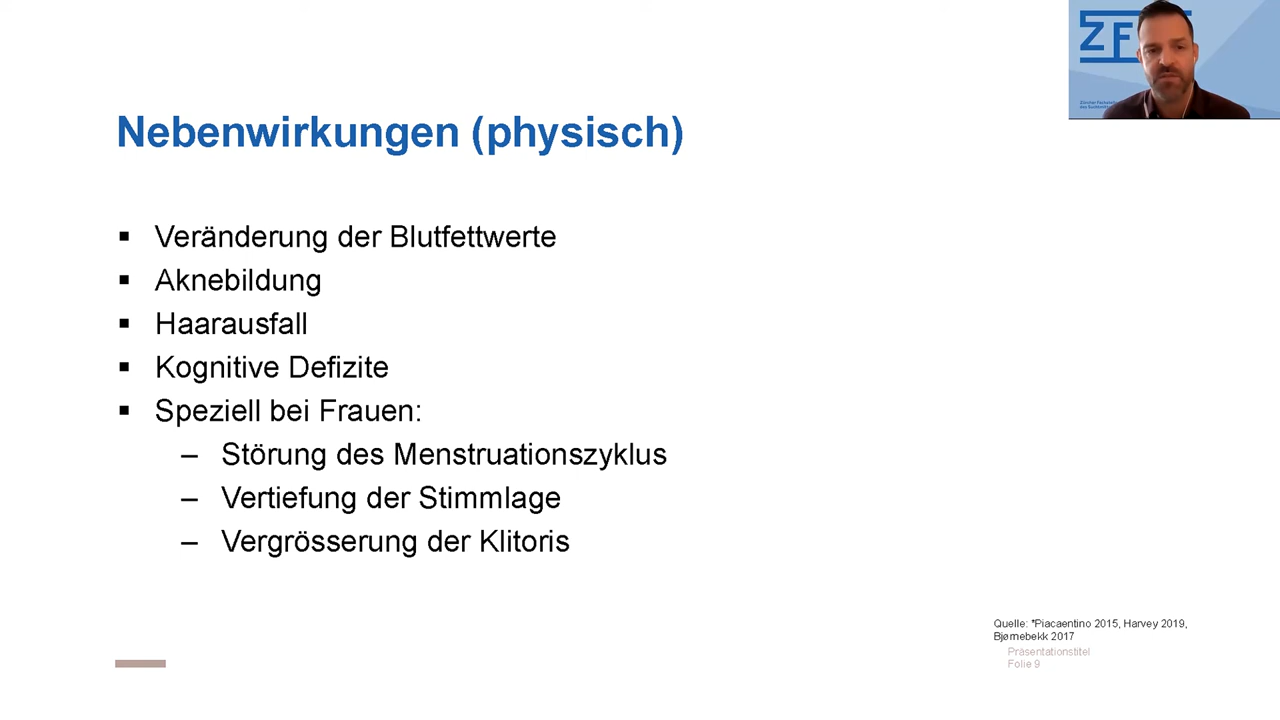 ZF
Nebenwirkungen (physisch)
▪ Veränderung der Blutfettwerte
▪ Aknebildung
▪ Haarausfall
▪ Kognitive Defizite
▪ Speziell bei Frauen:
– Störung des Menstruationszyklus
– Vertiefung der Stimmlage
– Vergrösserung der Klitoris
Quelle: *Piacaentino 2015, Harvey 2019,
Bjørnebekk 2017
Präsentationstitel
Folie 9